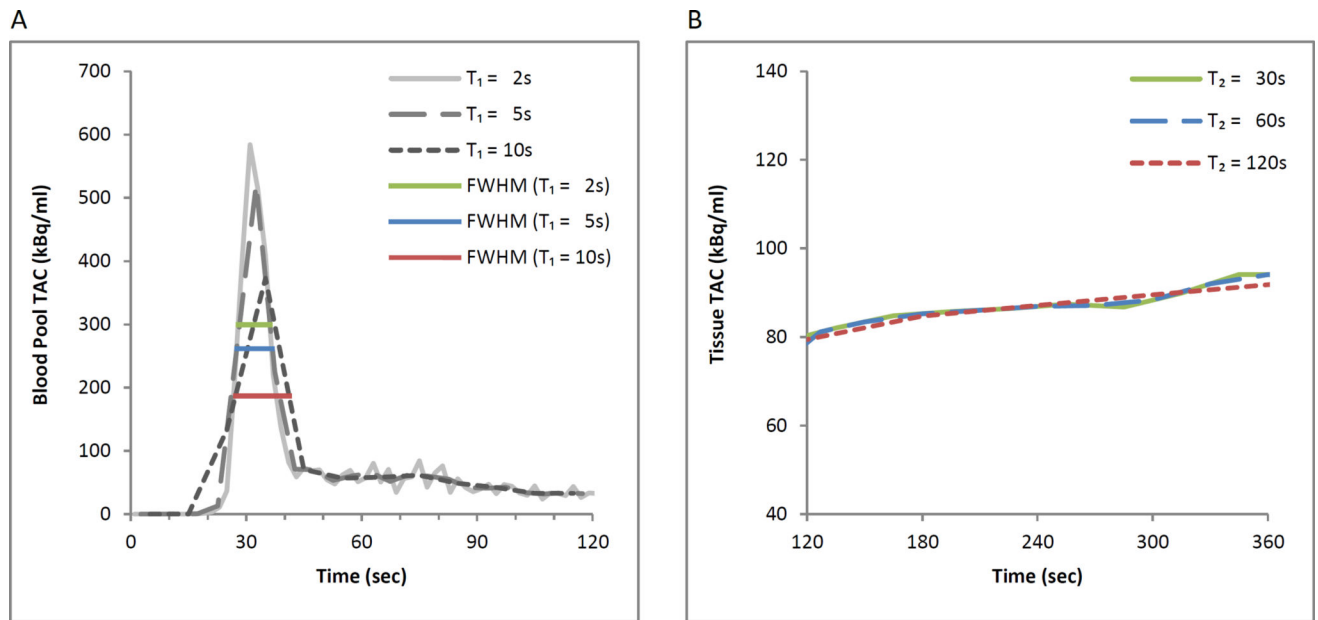 A
Blood Pool TAC (kBq/ml)
700
600
500
400
300
200
100
0
T₁ = 2s
T₁ = 5s
T₁ = 10s
FWHM (T₁ = 2s)
FWHM (T₁ = 5s)
FWHM (T₁ = 10s)
0 30 60 90 120
Time (sec)
B
Tissue TAC (kBq/ml)
140
120
100
80
60
40
T₂ = 30s
T₂ = 60s
T₂ = 120s
120 180 240 300 360
Time (sec)